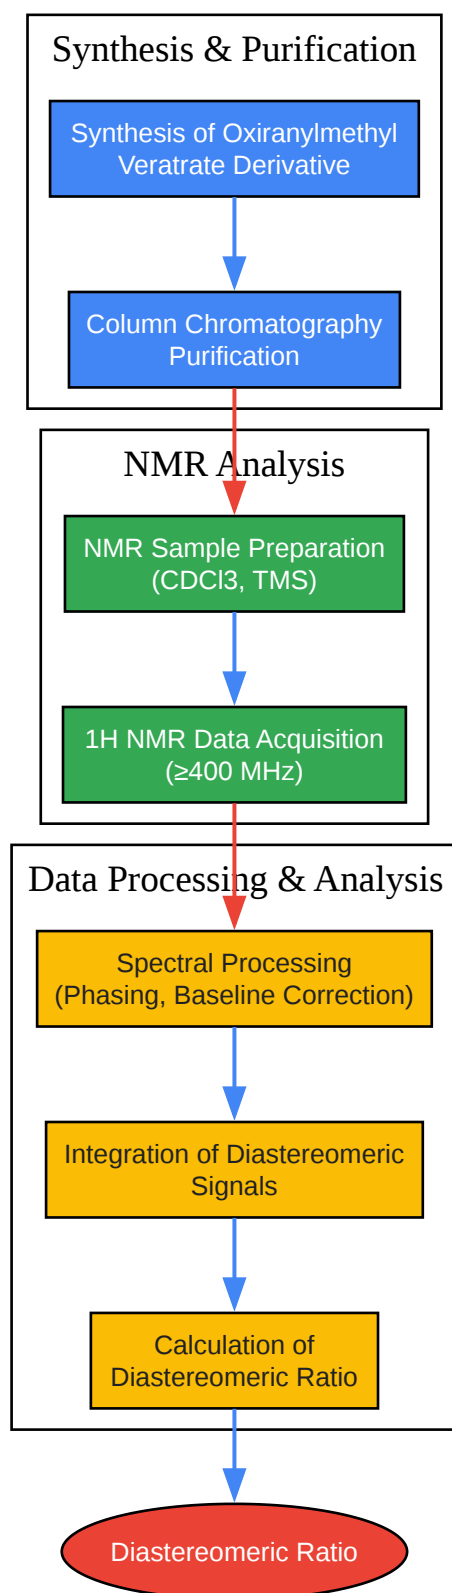 Synthesis & Purification
Synthesis of Oxiranylmethyl
Veratrate Derivative
Column Chromatography
Purification
NMR Analysis
NMR Sample Preparation
(CDCl3, TMS)
1H NMR Data Acquisition
(≥400 MHz)
Data Processing & Analysis
Spectral Processing
(Phasing, Baseline Correction)
Integration of Diastereomeric
Signals
Calculation of
Diastereomeric Ratio
Diastereomeric Ratio